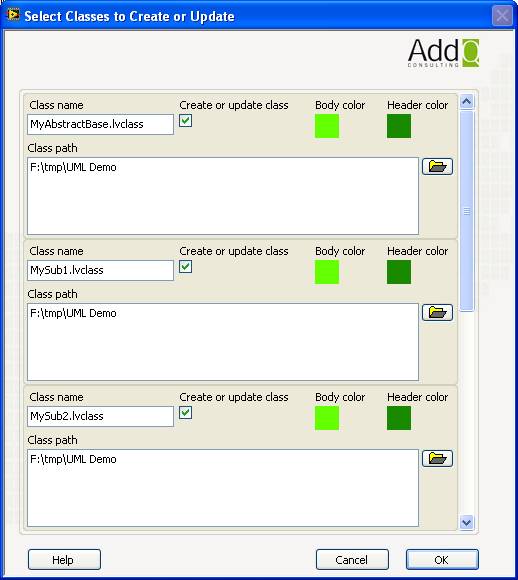 Select Classes to Create or Update
AddQ
CONSULTING
Class name Create or update class Body color Header color
MyAbstractBase.lvclass
Class path
F:\tmp\UML Demo
Class name Create or update class Body color Header color
MySub1.lvclass
Class path
F:\tmp\UML Demo
Class name Create or update class Body color Header color
MySub2.lvclass
Class path
F:\tmp\UML Demo
Help Cancel OK